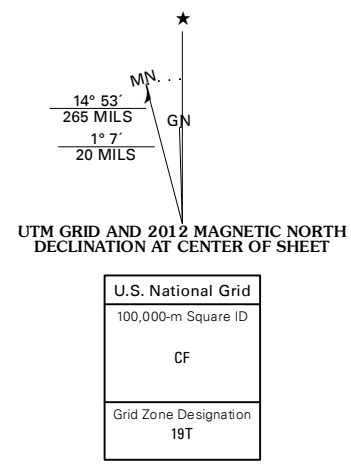 ★
MN
GN
14° 53´
265 MILS
1° 7´
20 MILS
UTM GRID AND 2012 MAGNETIC NORTH
DECLINATION AT CENTER OF SHEET
U.S. National Grid
100,000-m Square ID
CF
Grid Zone Designation
19T